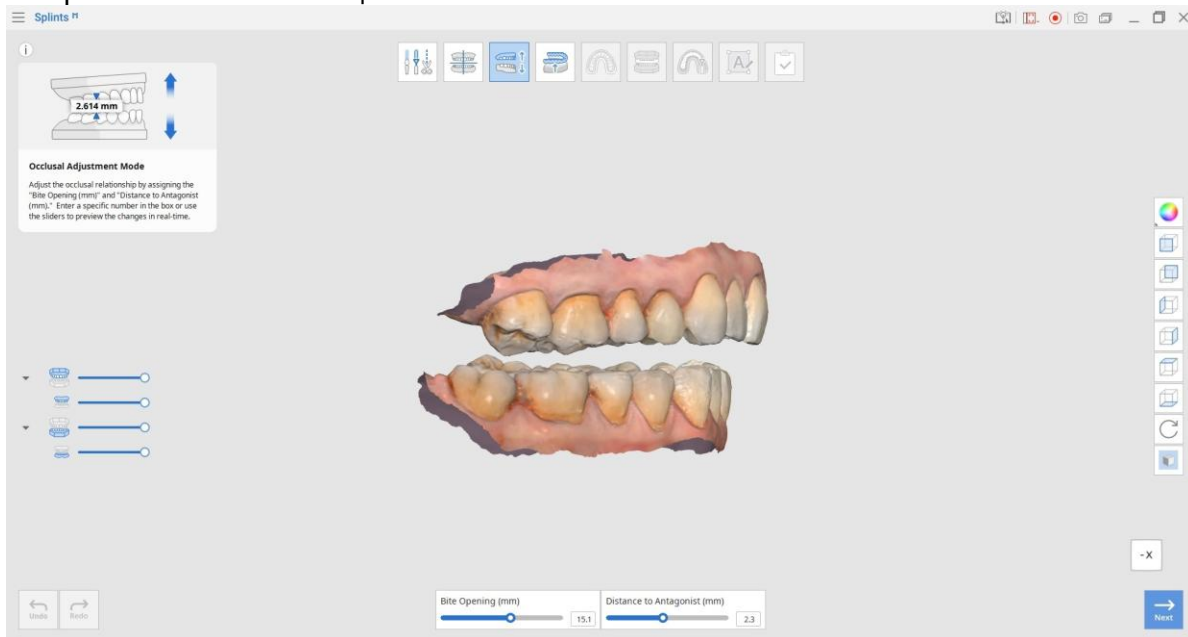 Splints
2.614 mm
Occlusal Adjustment Mode
Adjust the occlusal relationship by assigning the
"Bite Opening (mm)" and "Distance to Antagonist
(mm)." Enter a specific number in the box or use
the sliders to preview the changes in real-time.
- X
Undo
Redo
Bite Opening (mm)
15.1
Distance to Antagonist (mm)
2.3
Next